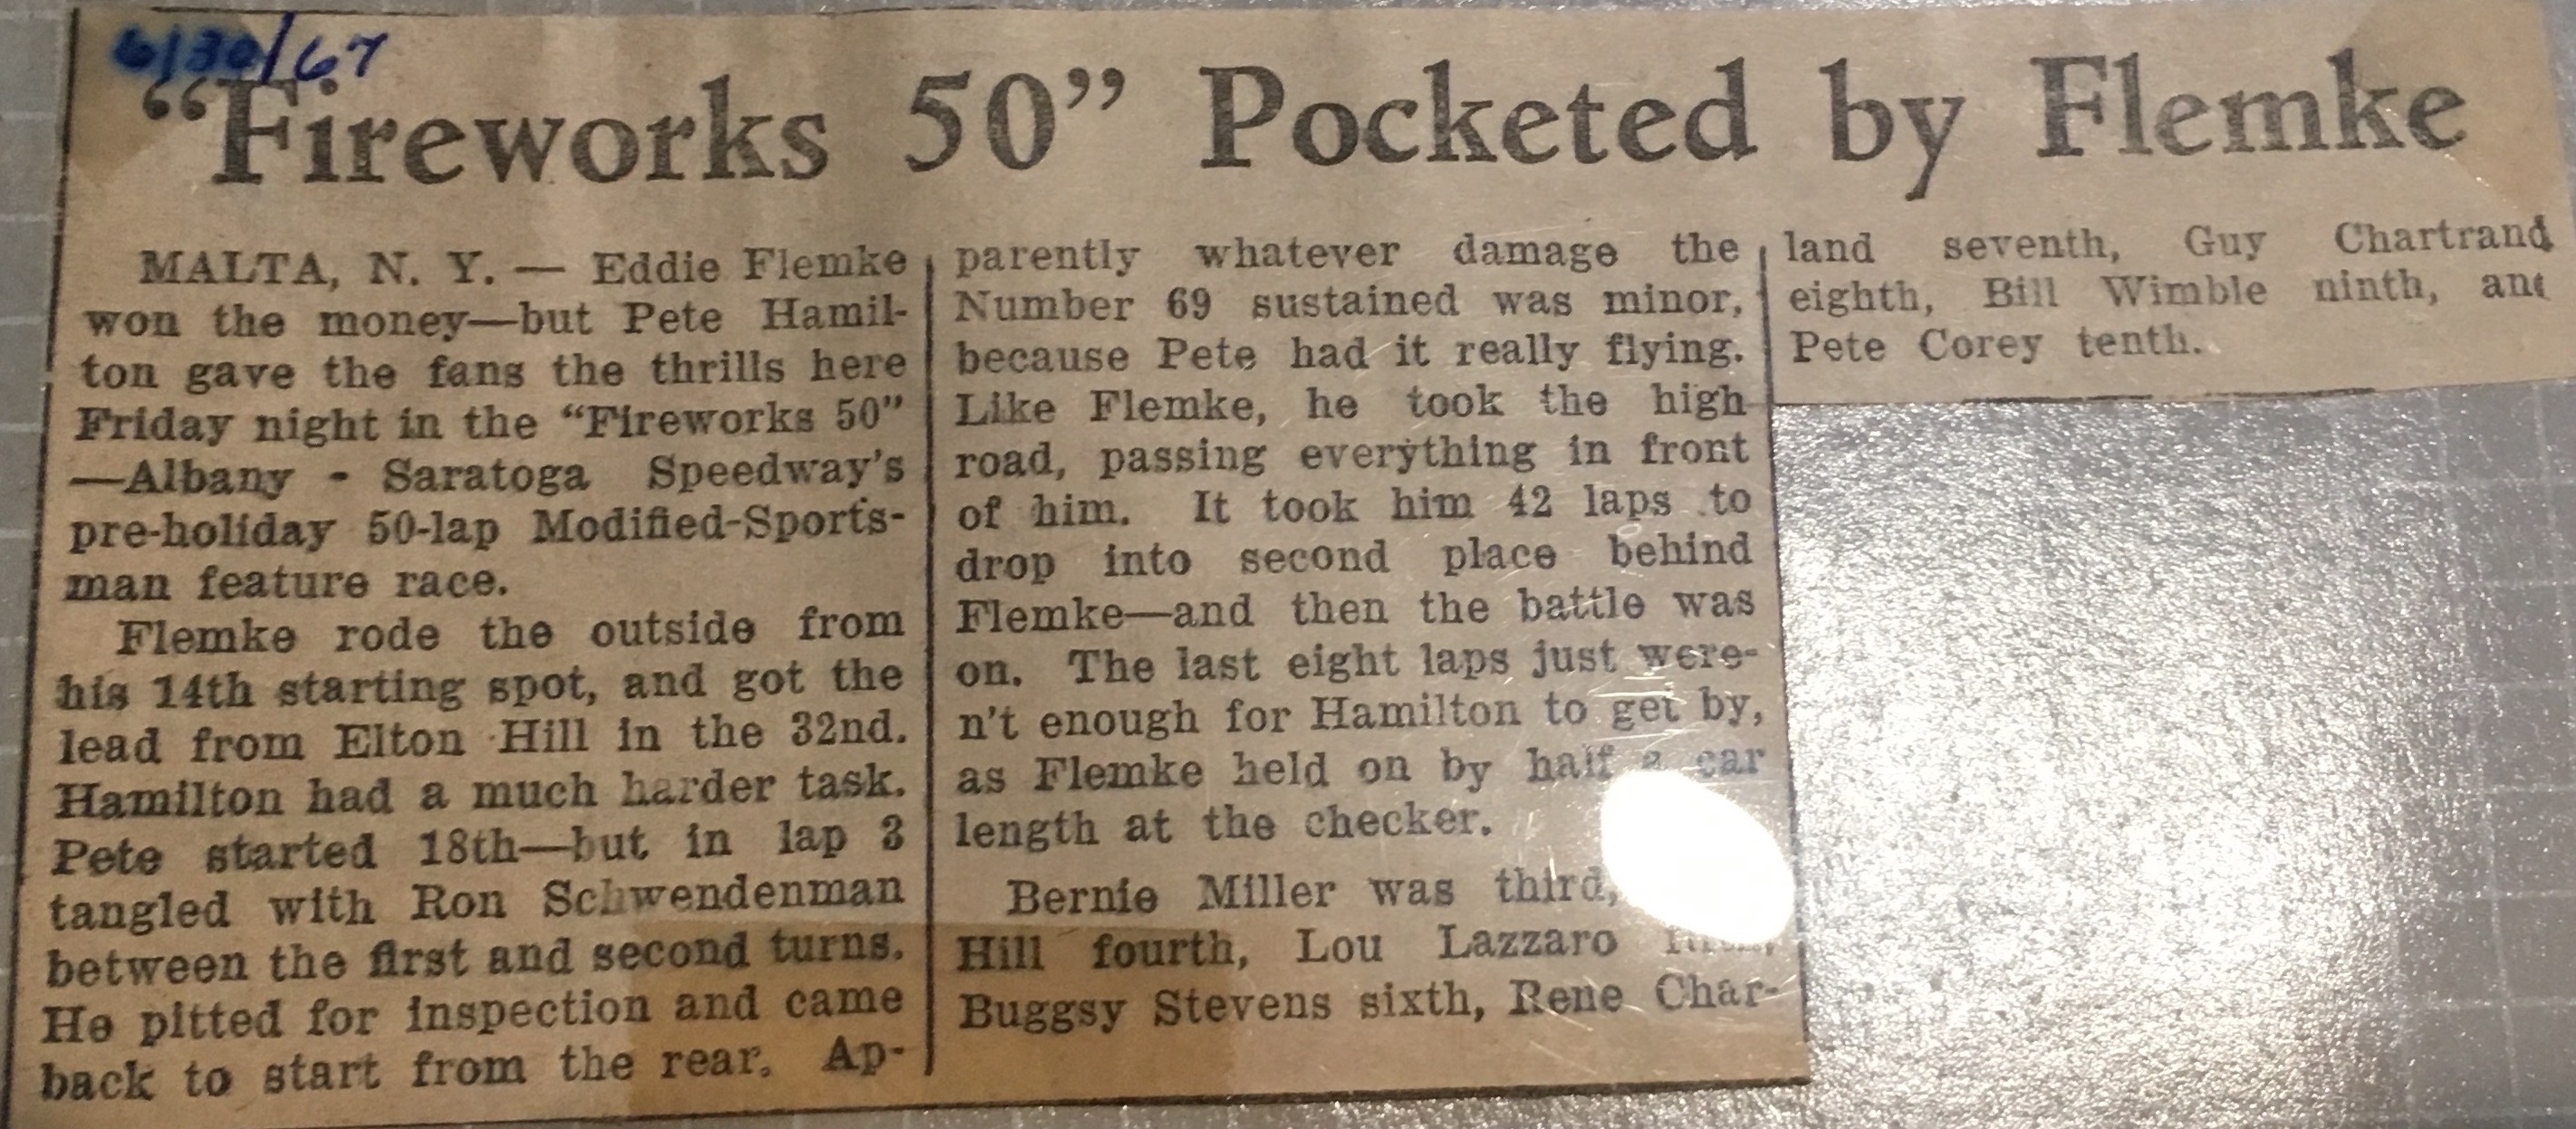 6/30/67
“Fireworks 50” Pocketed by Flemke
MALTA, N. Y. — Eddie Flemke
won the money—but Pete Hamil-
ton gave the fans the thrills here
Friday night in the “Fireworks 50”
—Albany - Saratoga Speedway's
pre-holiday 50-lap Modified-Sports-
man feature race.
Flemke rode the outside from
his 14th starting spot, and got the
lead from Elton Hill in the 32nd.
Hamilton had a much harder task.
Pete started 18th—but in lap 3
tangled with Ron Schwendenman
between the first and second turns.
He pitted for inspection and came
back to start from the rear. Ap-
parently whatever damage the
Number 69 sustained was minor,
because Pete had it really flying.
Like Flemke, he took the high
road, passing everything in front
of him. It took him 42 laps to
drop into second place behind
Flemke—and then the battle was
on. The last eight laps just were-
n't enough for Hamilton to get by,
as Flemke held on by half a car
length at the checker.
Bernie Miller was third,
Hill fourth, Lou Lazzaro
Buggsy Stevens sixth, Rene Char-
land seventh, Guy Chartrand
eighth, Bill Wimble ninth, and
Pete Corey tenth.